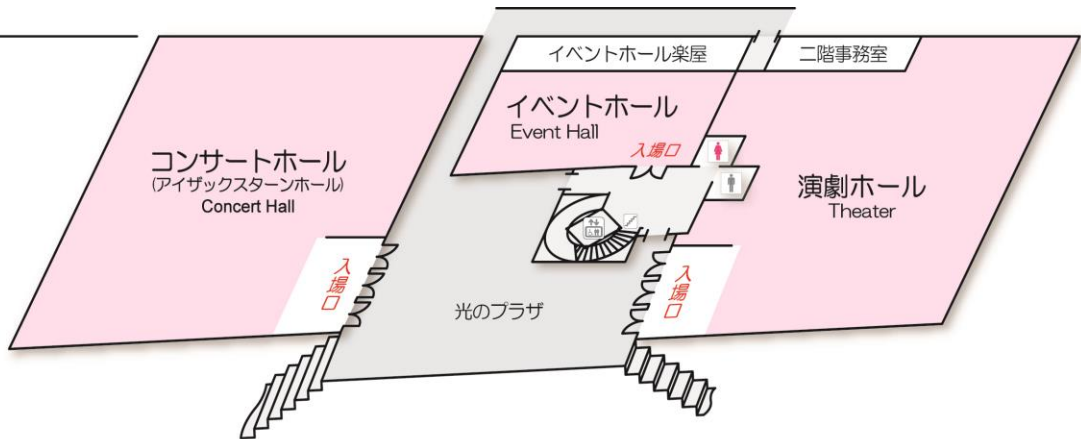 コンサートホール
(アイザックスターンホール)
Concert Hall
入場口
イベントホール楽屋
イベントホール
Event Hall
入場口
光のプラザ
二階事務室
演劇ホール
Theater
入場口